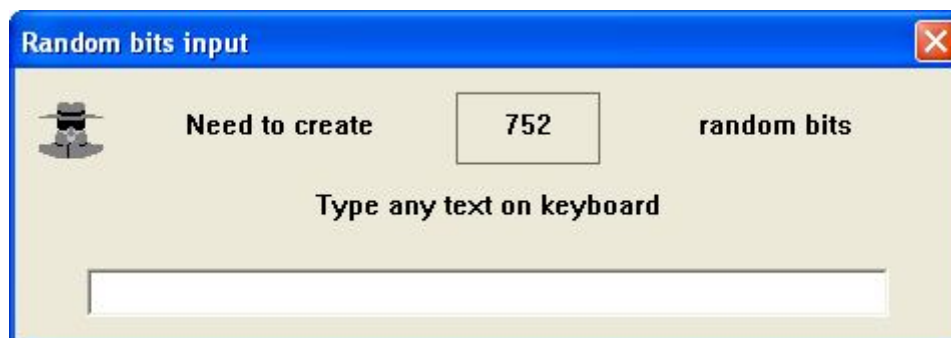 Random bits input
Need to create 752 random bits
Type any text on keyboard